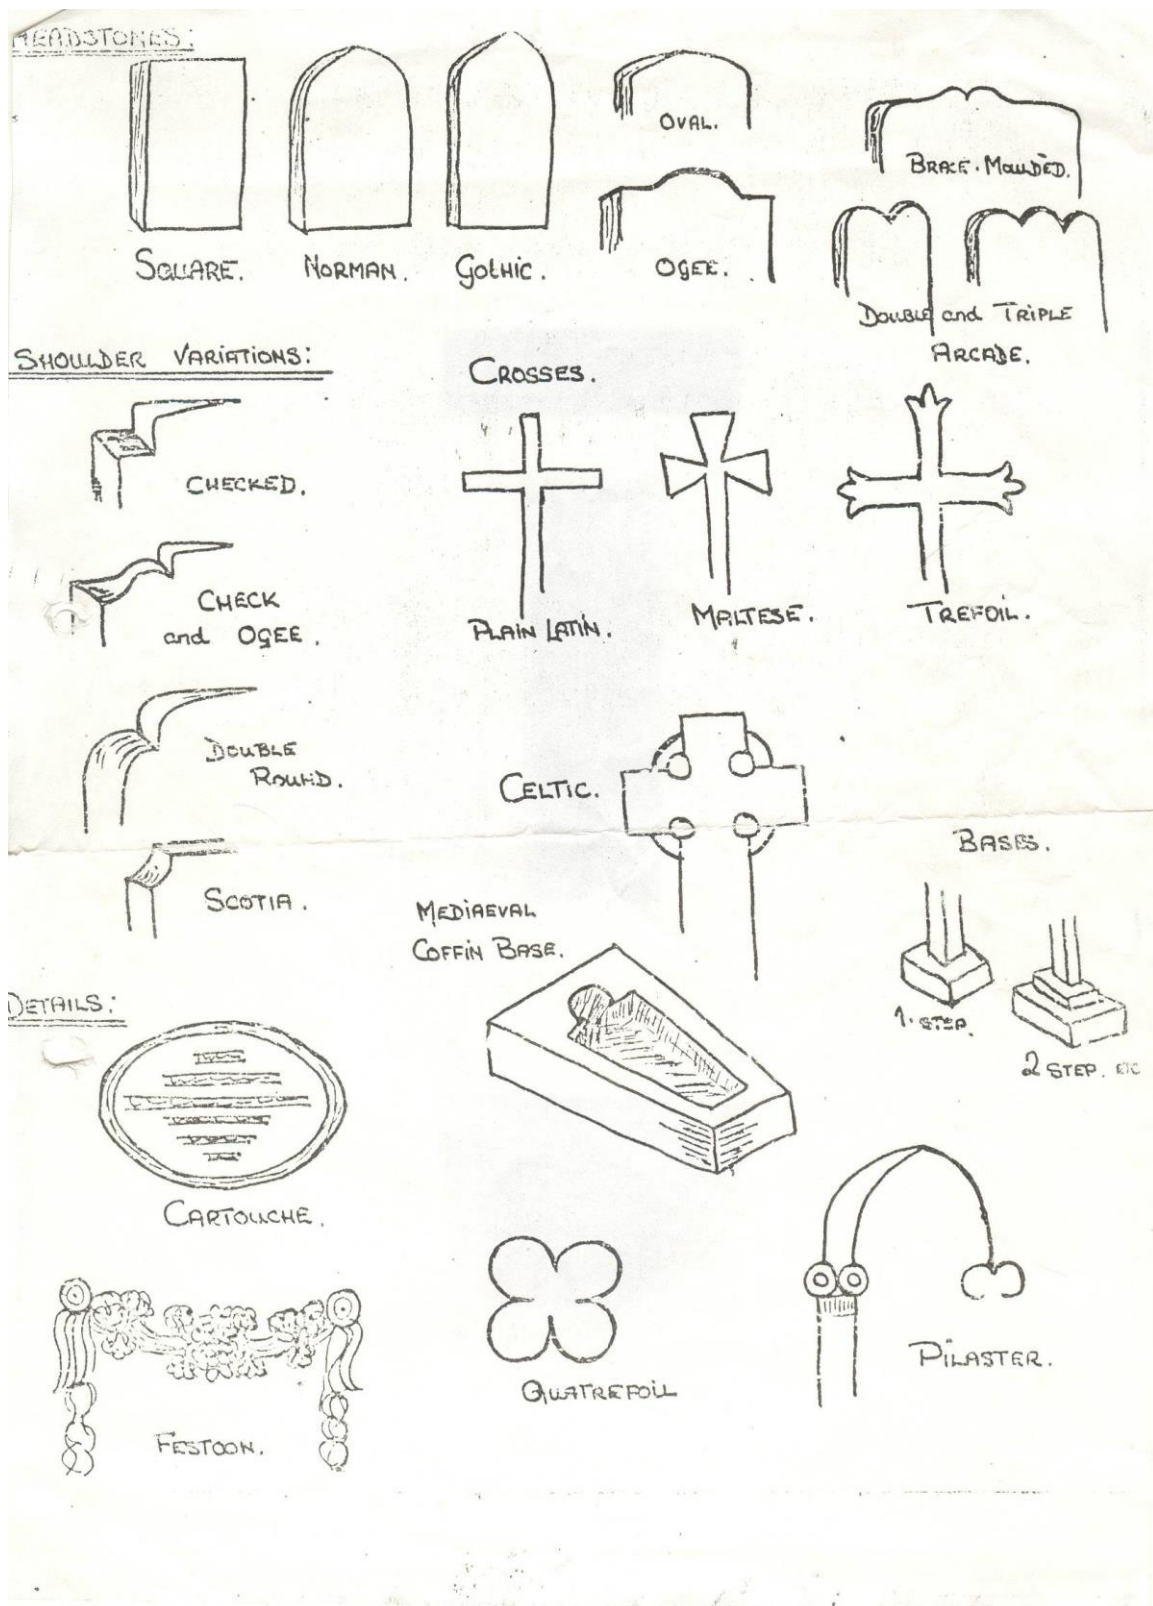 HEADSTONES:
SQUARE.
NORMAN.
GOTHIC.
OVAL.
OGEE.
BRACE-MOULDED.
DOUBLE and TRIPLE
ARCADE.
SHOULDER VARIATIONS:
CHECKED.
CHECK
and OGEE.
DOUBLE
ROUND.
SCOTIA.
CROSSES.
PLAIN LATIN.
MALTESE.
TREFOIL.
CELTIC.
MEDIAEVAL
COFFIN BASE.
BASES.
1. STEP.
2 STEP. ETC
DETAILS:
CARTOUCHE.
FESTOON.
QUATREFOIL
PILASTER.